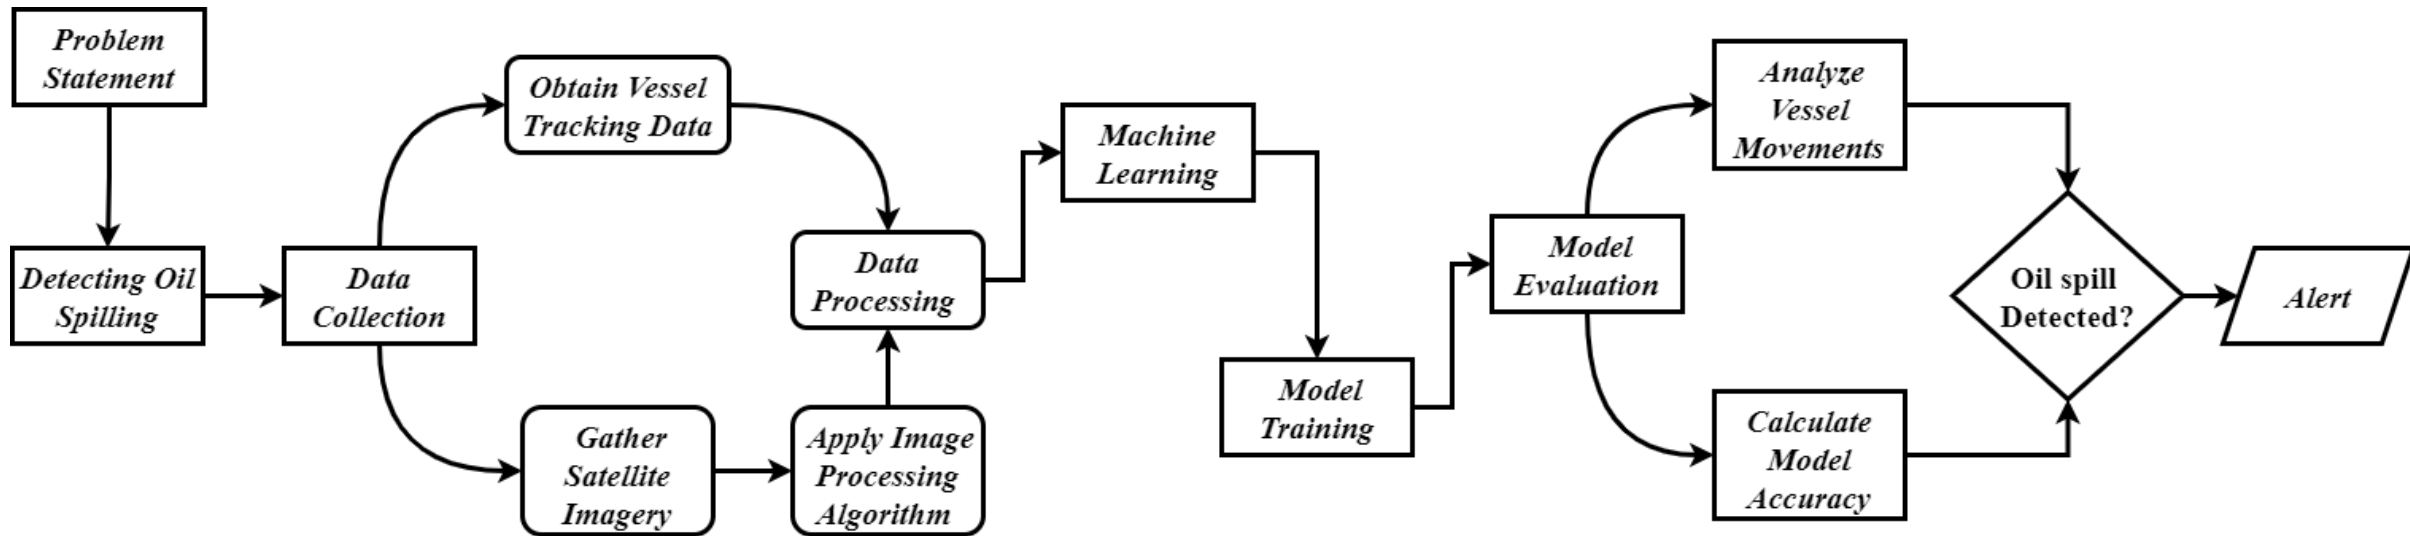 Problem
Statement
Detecting Oil
Spilling
Data
Collection
Obtain Vessel
Tracking Data
Gather
Satellite
Imagery
Apply Image
Processing
Algorithm
Data
Processing
Machine
Learning
Model
Training
Model
Evaluation
Analyze
Vessel
Movements
Calculate
Model
Accuracy
Oil spill
Detected?
Alert